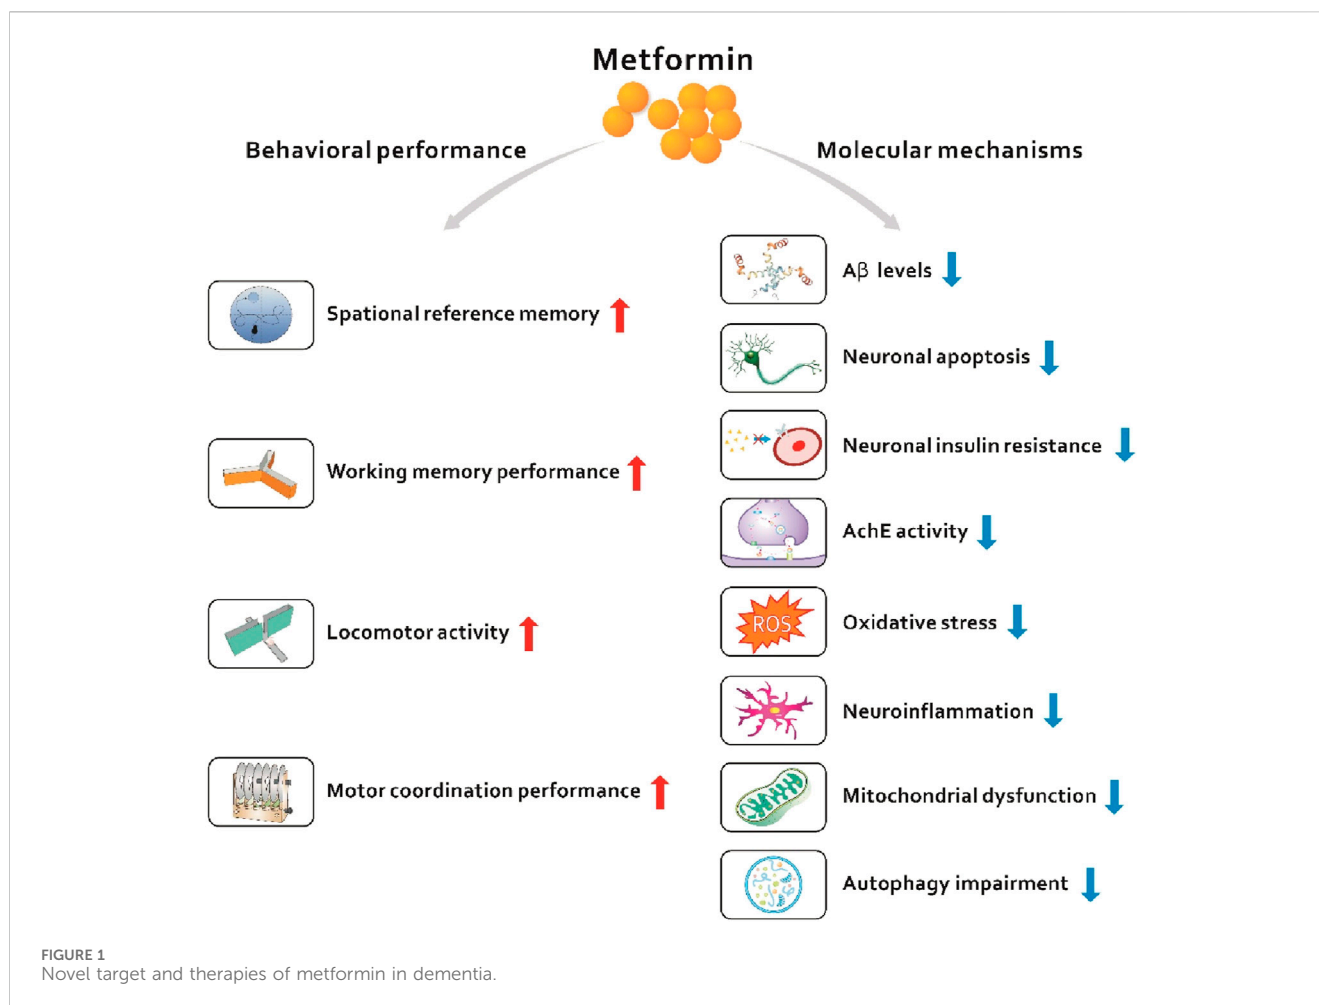 Metformin
Behavioral performance
Molecular mechanisms
Spational reference memory
Working memory performance
Locomotor activity
Motor coordination performance
Aβ levels
Neuronal apoptosis
Neuronal insulin resistance
AchE activity
ROS
Oxidative stress
Neuroinflammation
Mitochondrial dysfunction
Autophagy impairment
FIGURE 1
Novel target and therapies of metformin in dementia.